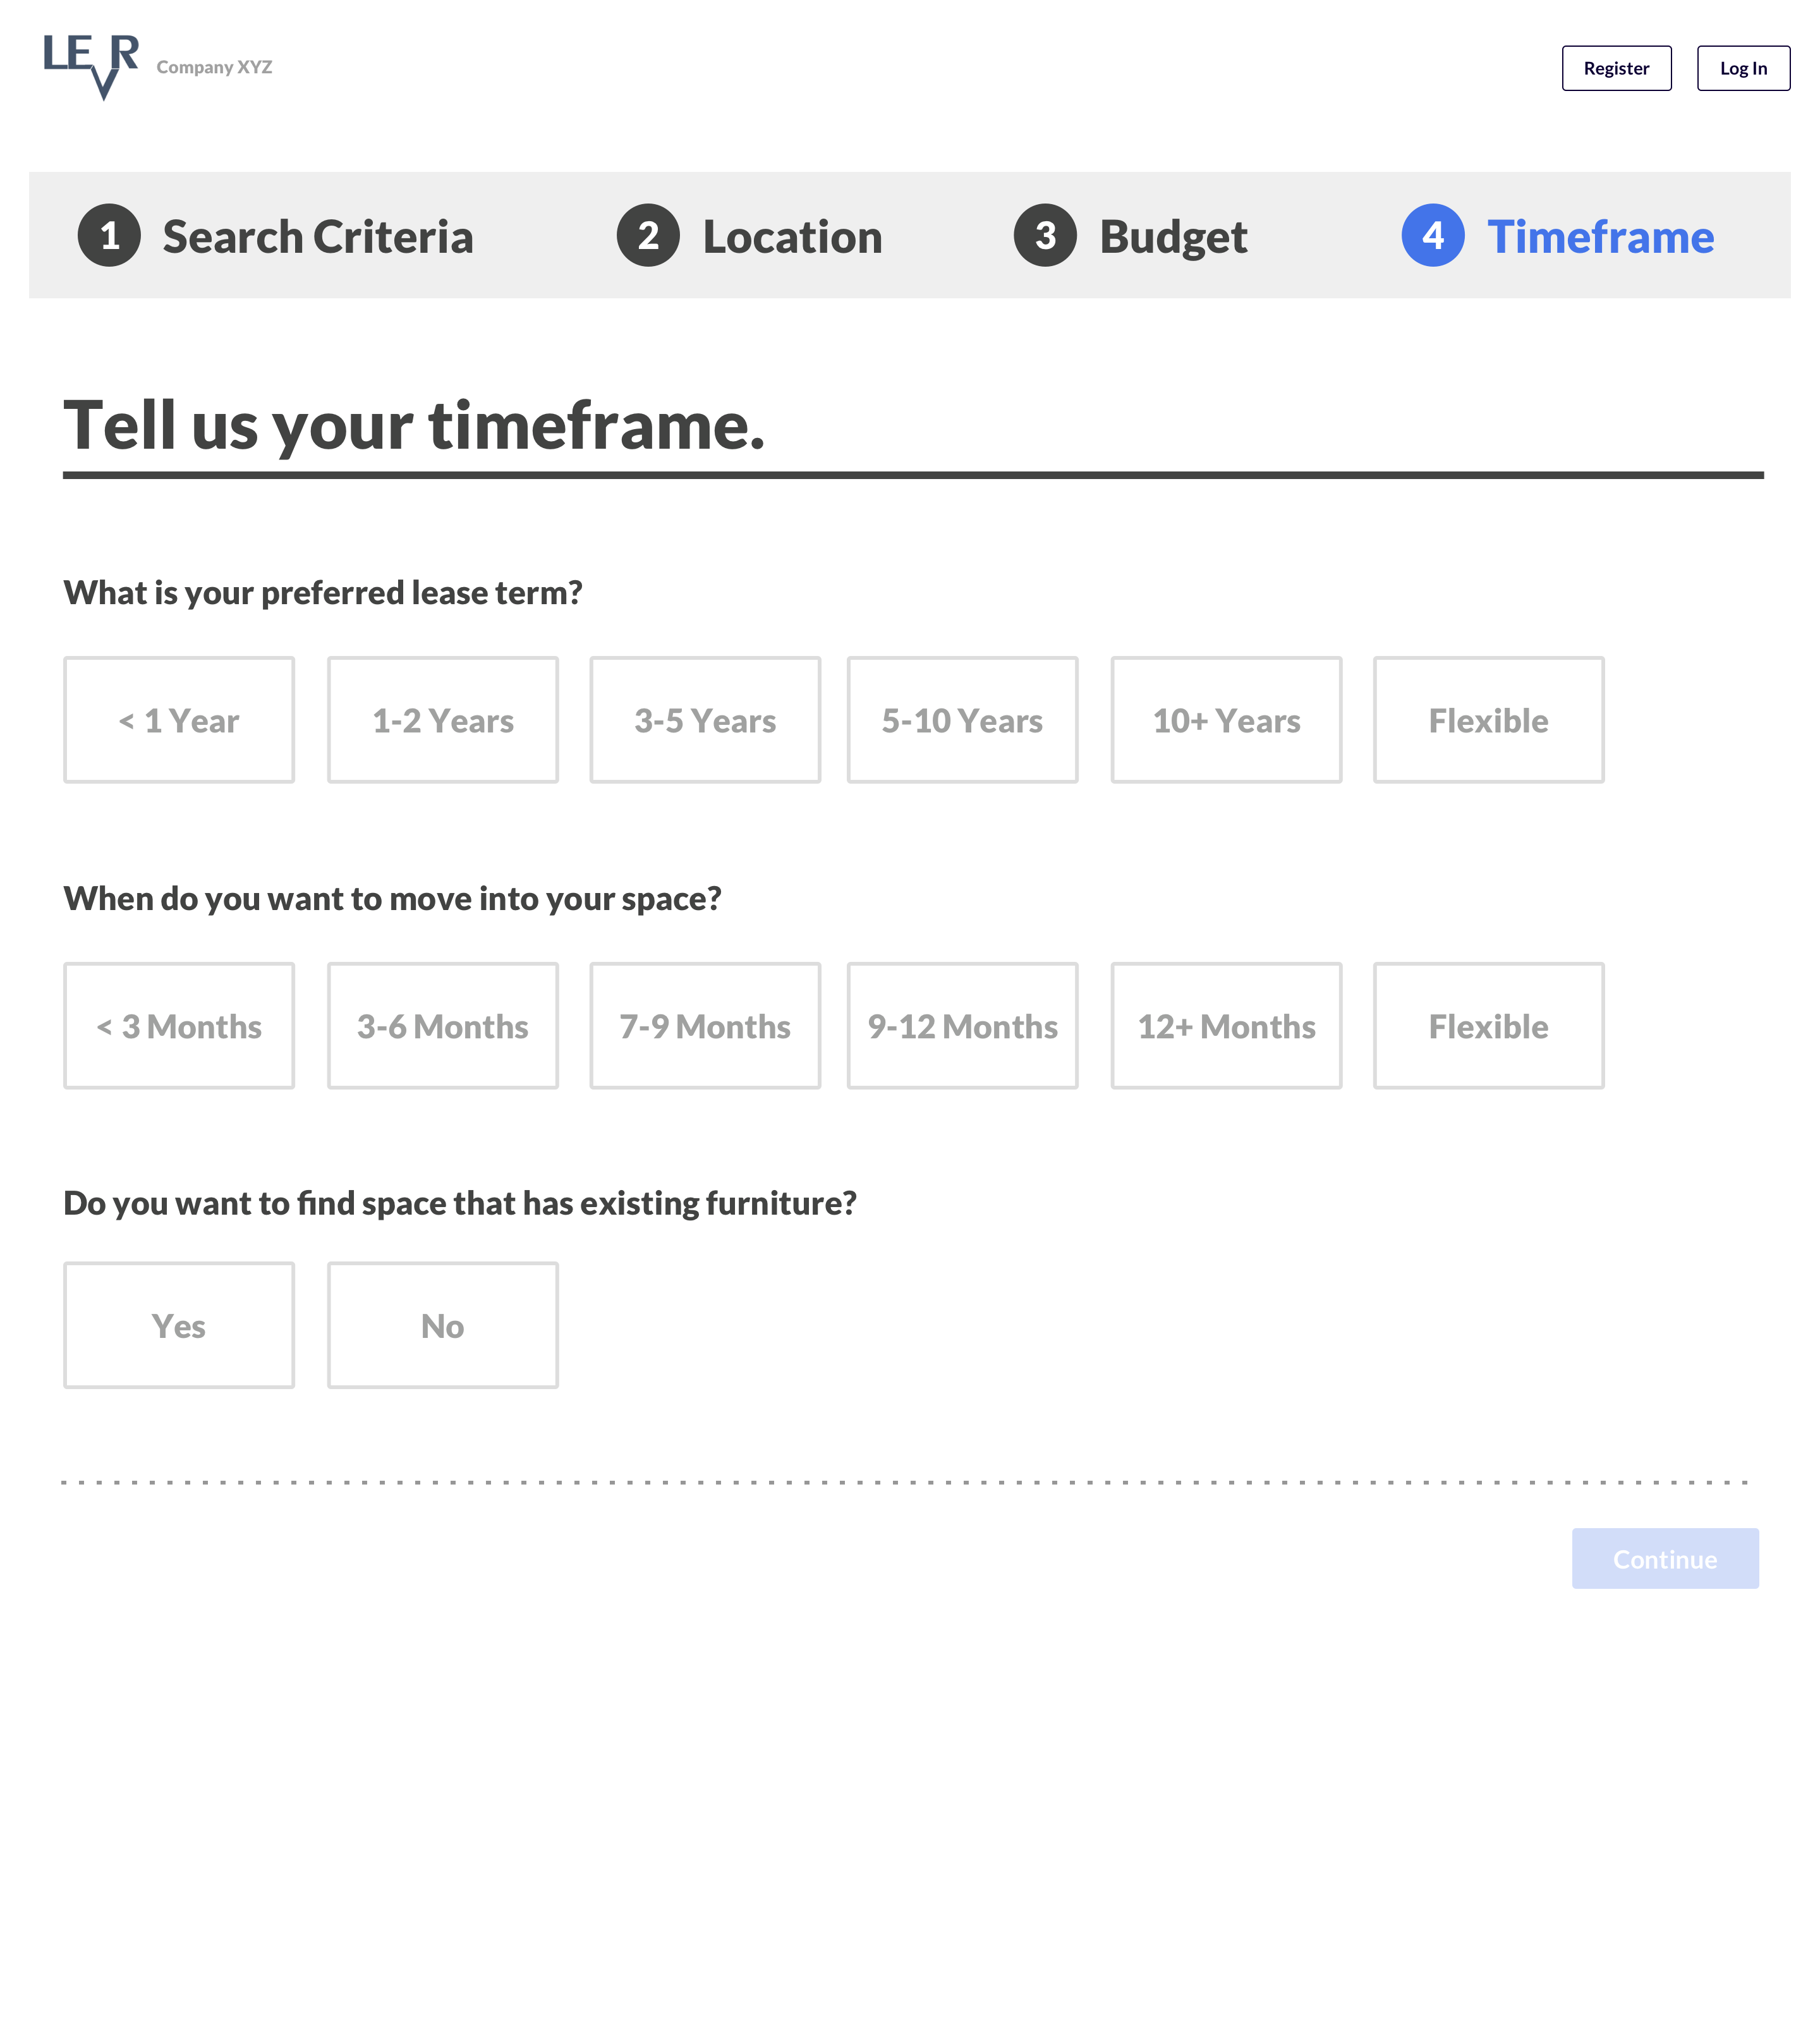 LEVR Company XYZ Register Log In
1 Search Criteria 2 Location 3 Budget 4 Timeframe
Tell us your timeframe.
What is your preferred lease term?
< 1 Year 1-2 Years 3-5 Years 5-10 Years 10+ Years Flexible
When do you want to move into your space?
< 3 Months 3-6 Months 7-9 Months 9-12 Months 12+ Months Flexible
Do you want to find space that has existing furniture?
Yes No
Continue